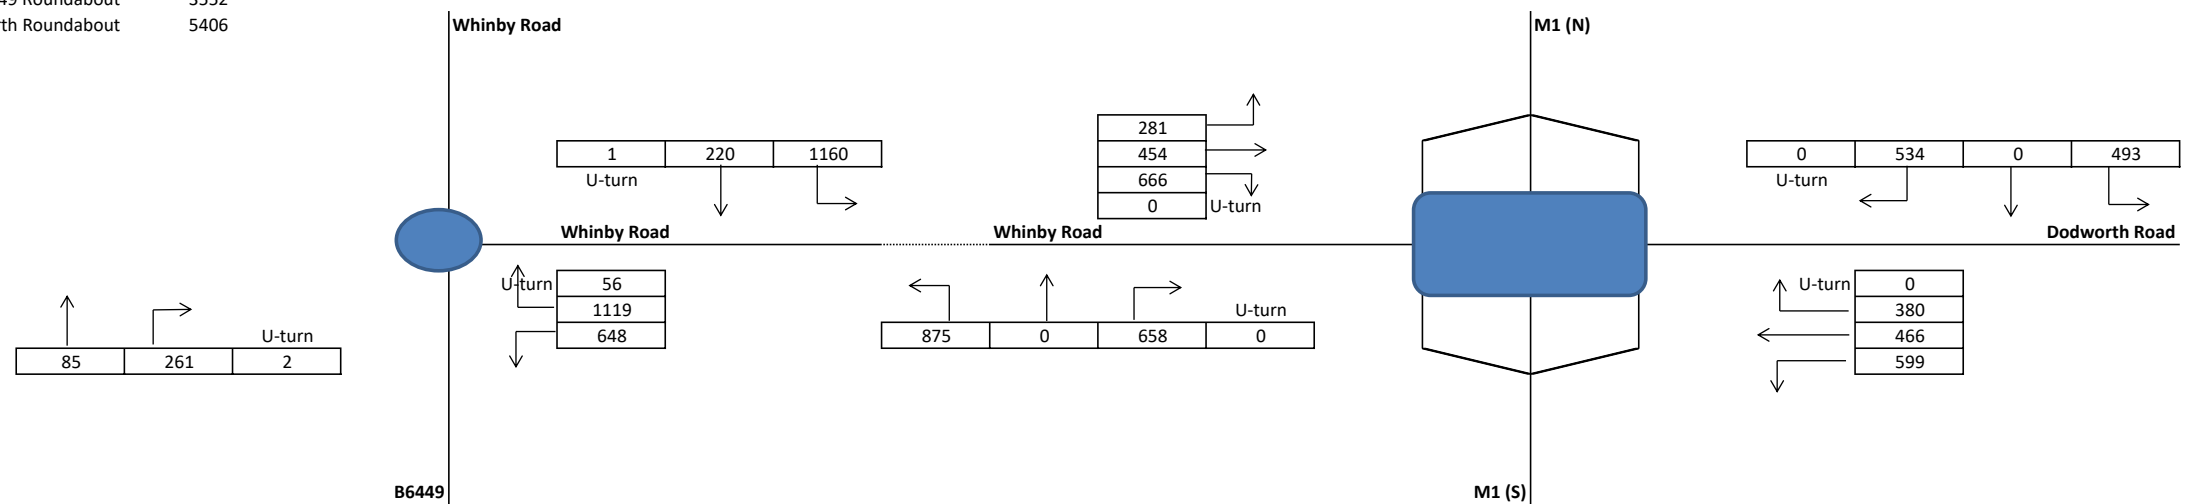 49 Roundabout 3552
rth Roundabout 5406
Whinby Road
M1 (N)
281
454
666
0 U-turn
1 220 1160
U-turn
0 534 0 493
U-turn
Whinby Road
Whinby Road
Dodworth Road
U-turn 56
1119
648
U-turn
85 261 2
U-turn
875 0 658 0
U-turn 0
380
466
599
B6449
M1 (S)